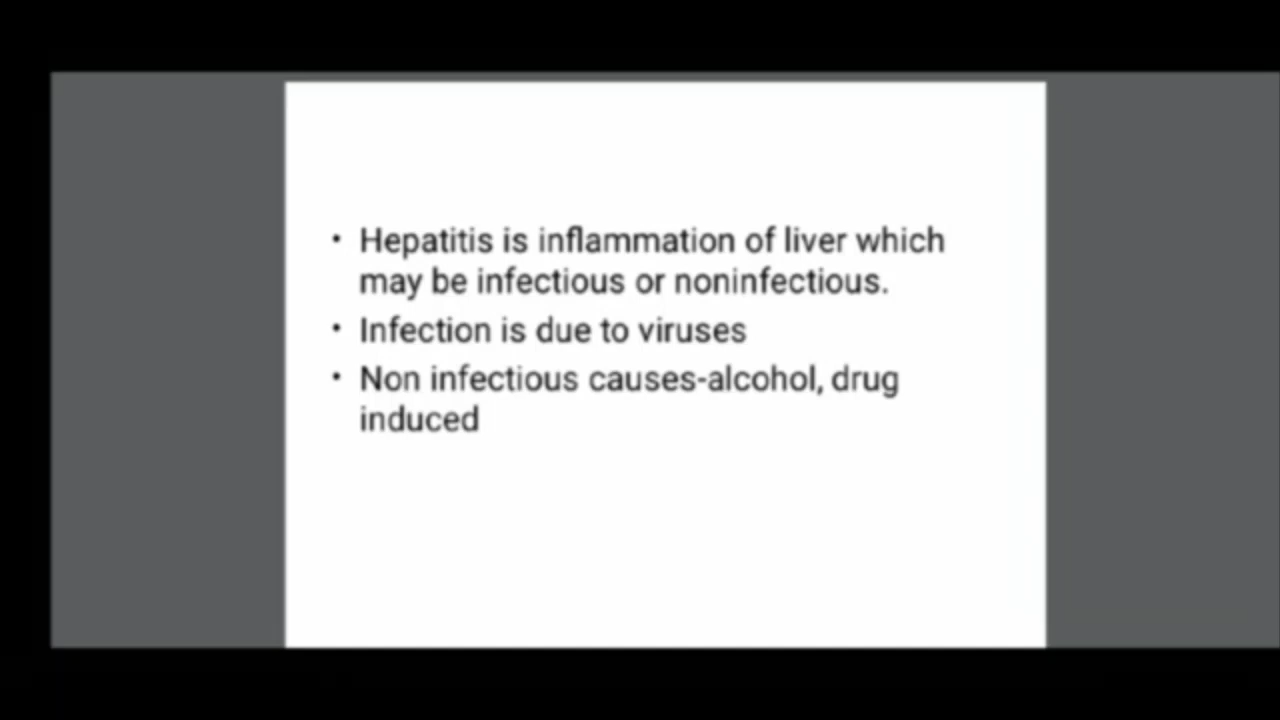 • Hepatitis is inflammation of liver which
may be infectious or noninfectious.
• Infection is due to viruses
• Non infectious causes-alcohol, drug
induced